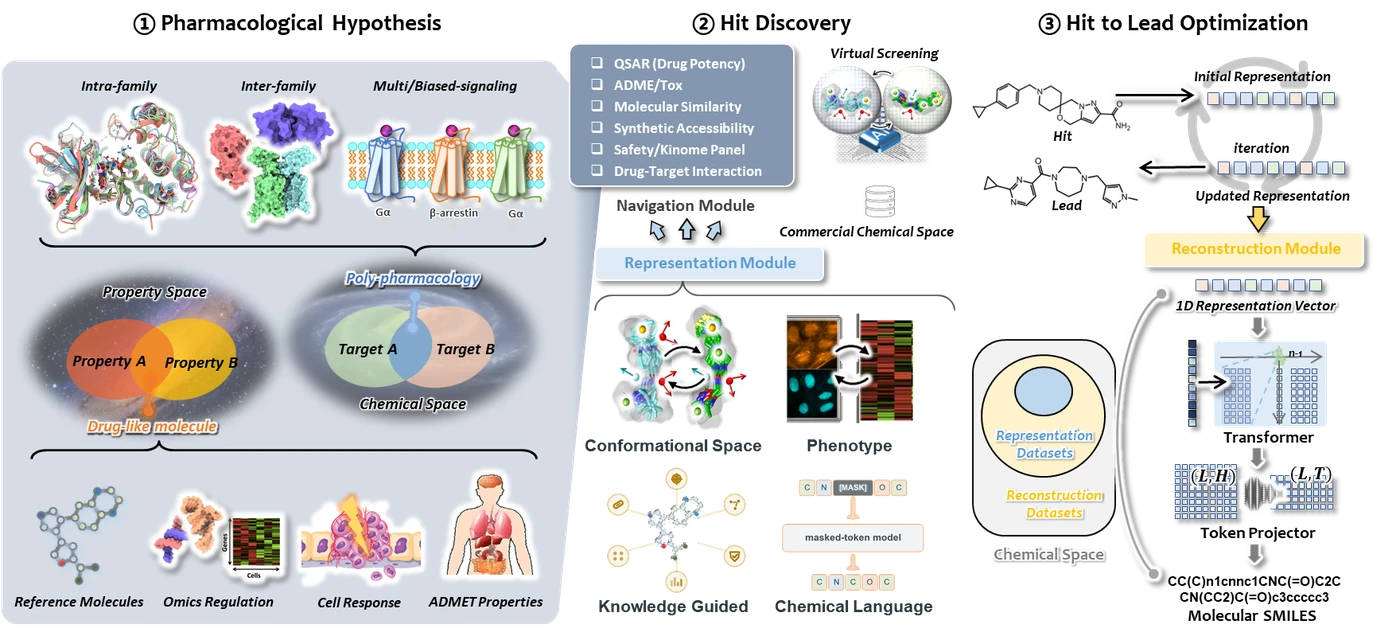 ① Pharmacological Hypothesis
Intra-family
Inter-family
Multi/Biased-signaling
Gα
β-arrestin
Gα
Property Space
Property A
Property B
Drug-like molecule
Poly-pharmacology
Target A
Target B
Chemical Space
Reference Molecules
Genes
Cells
Omics Regulation
Cell Response
ADMET Properties
② Hit Discovery
QSAR (Drug Potency)
ADME/Tox
Molecular Similarity
Synthetic Accessibility
Safety/Kinome Panel
Drug-Target Interaction
Navigation Module
Virtual Screening
AI
Commercial Chemical Space
Representation Module
Conformational Space
Phenotype
Knowledge Guided
C N [MASK] O C
masked-token model
C N C O C
Chemical Language
③ Hit to Lead Optimization
N
N
N
O
O
NH₂
Hit
Initial Representation
iteration
Updated Representation
O
N
N
N
N
N
N
Lead
Reconstruction Module
1D Representation Vector
n-1
Transformer
(L,H)
(L,T)
Token Projector
CC(C)n1cnnc1CNC(=O)C2C
CN(CC2)C(=O)c3ccccc3
Molecular SMILES
Representation
Datasets
Reconstruction
Datasets
Chemical Space